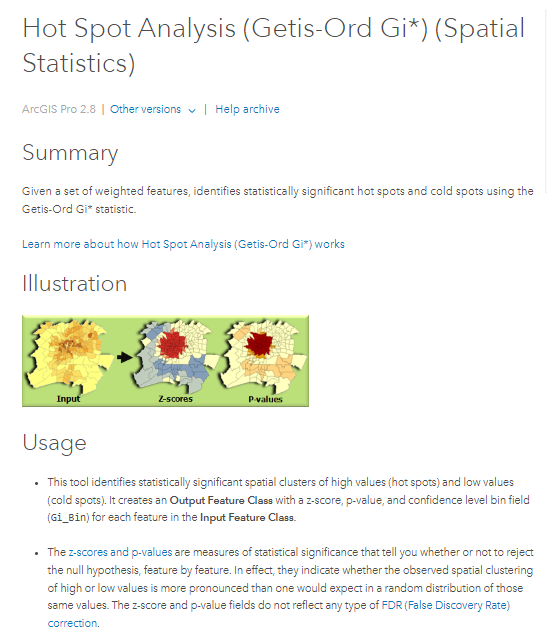 Hot Spot Analysis (Getis-Ord Gi*) (Spatial
Statistics)
ArcGIS Pro 2.8 | Other versions | Help archive
Summary
Given a set of weighted features, identifies statistically significant hot spots and cold spots using the
Getis-Ord Gi* statistic.
Learn more about how Hot Spot Analysis (Getis-Ord Gi*) works
Illustration
Input Z-scores P-values
Usage
• This tool identifies statistically significant spatial clusters of high values (hot spots) and low values
(cold spots). It creates an Output Feature Class with a z-score, p-value, and confidence level bin field
(Gi_Bin) for each feature in the Input Feature Class.
• The z-scores and p-values are measures of statistical significance that tell you whether or not to reject
the null hypothesis, feature by feature. In effect, they indicate whether the observed spatial clustering
of high or low values is more pronounced than one would expect in a random distribution of those
same values. The z-score and p-value fields do not reflect any type of FDR (False Discovery Rate)
correction.